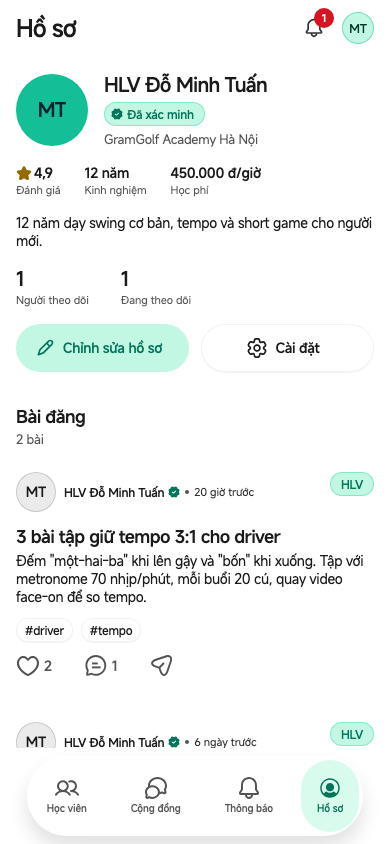 Hồ sơ
1
MT
MT
HLV Đỗ Minh Tuấn
Đã xác minh
GramGolf Academy Hà Nội
4,9
Đánh giá
12 năm
Kinh nghiệm
450.000 đ/giờ
Học phí
12 năm dạy swing cơ bản, tempo và short game cho người
mới.
1
Người theo dõi
1
Đang theo dõi
Chỉnh sửa hồ sơ
Cài đặt
Bài đăng
2 bài
MT
HLV Đỗ Minh Tuấn • 20 giờ trước
HLV
3 bài tập giữ tempo 3:1 cho driver
Đếm "một-hai-ba" khi lên gậy và "bốn" khi xuống. Tập với
metronome 70 nhịp/phút, mỗi buổi 20 cú, quay video
face-on để so tempo.
#driver
#tempo
2
1
MT
HLV Đỗ Minh Tuấn • 6 ngày trước
HLV
Học viên
Cộng đồng
Thông báo
Hồ sơ